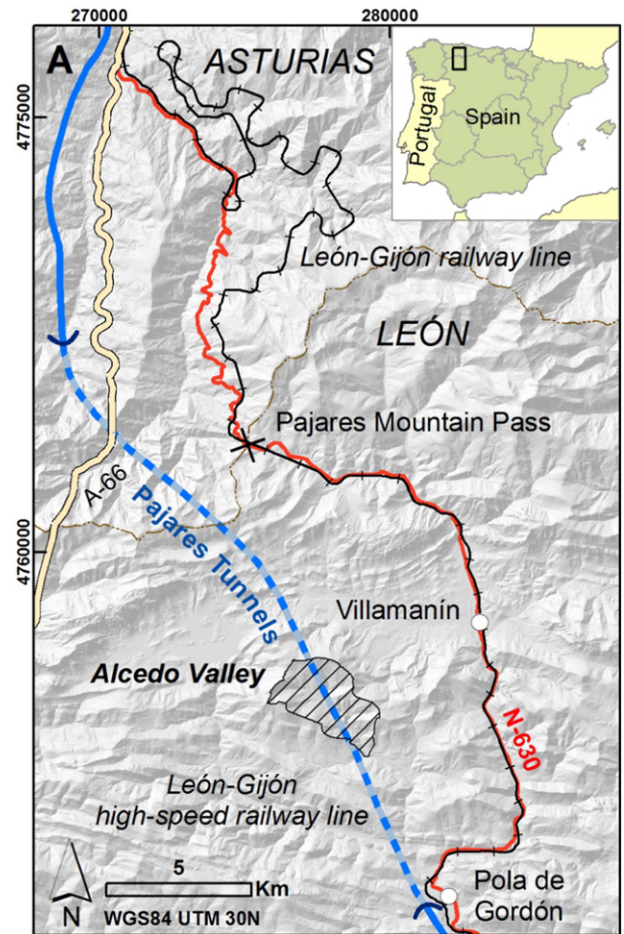 270000
280000
A
ASTURIAS
Portugal
Spain
4775000
León-Gijón railway line
LEÓN
Pajares Mountain Pass
A-66
Pajares Tunnels
4760000
Villamanín
Alcedo Valley
N-630
León-Gijón
high-speed railway line
5
Km
N
WGS84 UTM 30N
Pola de
Gordón